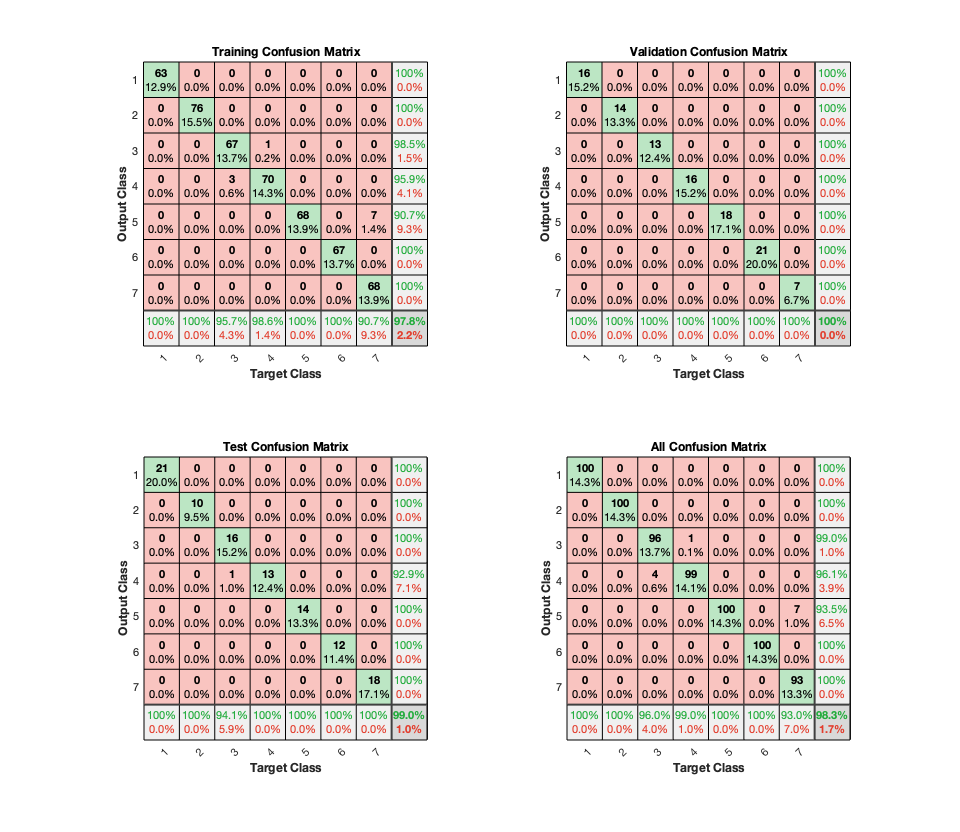 Training Confusion Matrix
1 63 0 0 0 0 0 0 100%
12.9% 0.0% 0.0% 0.0% 0.0% 0.0% 0.0% 0.0%
2 0 76 0 0 0 0 0 100%
0.0% 15.5% 0.0% 0.0% 0.0% 0.0% 0.0% 0.0%
3 0 0 67 1 0 0 0 98.5%
0.0% 0.0% 13.7% 0.2% 0.0% 0.0% 0.0% 1.5%
4 0 0 3 70 0 0 0 95.9%
0.0% 0.0% 0.6% 14.3% 0.0% 0.0% 0.0% 4.1%
5 0 0 0 0 68 0 7 90.7%
0.0% 0.0% 0.0% 0.0% 13.9% 0.0% 1.4% 9.3%
6 0 0 0 0 0 67 0 100%
0.0% 0.0% 0.0% 0.0% 0.0% 13.7% 0.0% 0.0%
7 0 0 0 0 0 0 68 100%
0.0% 0.0% 0.0% 0.0% 0.0% 0.0% 13.9% 0.0%
100% 100% 95.7% 98.6% 100% 100% 90.7% 97.8%
0.0% 0.0% 4.3% 1.4% 0.0% 0.0% 9.3% 2.2%
1 2 3 4 5 6 7
Target Class
Output Class
Validation Confusion Matrix
1 16 0 0 0 0 0 0 100%
15.2% 0.0% 0.0% 0.0% 0.0% 0.0% 0.0% 0.0%
2 0 14 0 0 0 0 0 100%
0.0% 13.3% 0.0% 0.0% 0.0% 0.0% 0.0% 0.0%
3 0 0 13 0 0 0 0 100%
0.0% 0.0% 12.4% 0.0% 0.0% 0.0% 0.0% 0.0%
4 0 0 0 16 0 0 0 100%
0.0% 0.0% 0.0% 15.2% 0.0% 0.0% 0.0% 0.0%
5 0 0 0 0 18 0 0 100%
0.0% 0.0% 0.0% 0.0% 17.1% 0.0% 0.0% 0.0%
6 0 0 0 0 0 21 0 100%
0.0% 0.0% 0.0% 0.0% 0.0% 20.0% 0.0% 0.0%
7 0 0 0 0 0 0 7 100%
0.0% 0.0% 0.0% 0.0% 0.0% 0.0% 6.7% 0.0%
100% 100% 100% 100% 100% 100% 100% 100%
0.0% 0.0% 0.0% 0.0% 0.0% 0.0% 0.0% 0.0%
1 2 3 4 5 6 7
Target Class
Output Class
Test Confusion Matrix
1 21 0 0 0 0 0 0 100%
20.0% 0.0% 0.0% 0.0% 0.0% 0.0% 0.0% 0.0%
2 0 10 0 0 0 0 0 100%
0.0% 9.5% 0.0% 0.0% 0.0% 0.0% 0.0% 0.0%
3 0 0 16 0 0 0 0 100%
0.0% 0.0% 15.2% 0.0% 0.0% 0.0% 0.0% 0.0%
4 0 0 1 13 0 0 0 92.9%
0.0% 0.0% 1.0% 12.4% 0.0% 0.0% 0.0% 7.1%
5 0 0 0 0 14 0 0 100%
0.0% 0.0% 0.0% 0.0% 13.3% 0.0% 0.0% 0.0%
6 0 0 0 0 0 12 0 100%
0.0% 0.0% 0.0% 0.0% 0.0% 11.4% 0.0% 0.0%
7 0 0 0 0 0 0 18 100%
0.0% 0.0% 0.0% 0.0% 0.0% 0.0% 17.1% 0.0%
100% 100% 94.1% 100% 100% 100% 100% 99.0%
0.0% 0.0% 5.9% 0.0% 0.0% 0.0% 0.0% 1.0%
1 2 3 4 5 6 7
Target Class
Output Class
All Confusion Matrix
1 100 0 0 0 0 0 0 100%
14.3% 0.0% 0.0% 0.0% 0.0% 0.0% 0.0% 0.0%
2 0 100 0 0 0 0 0 100%
0.0% 14.3% 0.0% 0.0% 0.0% 0.0% 0.0% 0.0%
3 0 0 96 1 0 0 0 99.0%
0.0% 0.0% 13.7% 0.1% 0.0% 0.0% 0.0% 1.0%
4 0 0 4 99 0 0 0 96.1%
0.0% 0.0% 0.6% 14.1% 0.0% 0.0% 0.0% 3.9%
5 0 0 0 0 100 0 7 93.5%
0.0% 0.0% 0.0% 0.0% 14.3% 0.0% 1.0% 6.5%
6 0 0 0 0 0 100 0 100%
0.0% 0.0% 0.0% 0.0% 0.0% 14.3% 0.0% 0.0%
7 0 0 0 0 0 0 93 100%
0.0% 0.0% 0.0% 0.0% 0.0% 0.0% 13.3% 0.0%
100% 100% 96.0% 99.0% 100% 100% 93.0% 98.3%
0.0% 0.0% 4.0% 1.0% 0.0% 0.0% 7.0% 1.7%
1 2 3 4 5 6 7
Target Class
Output Class